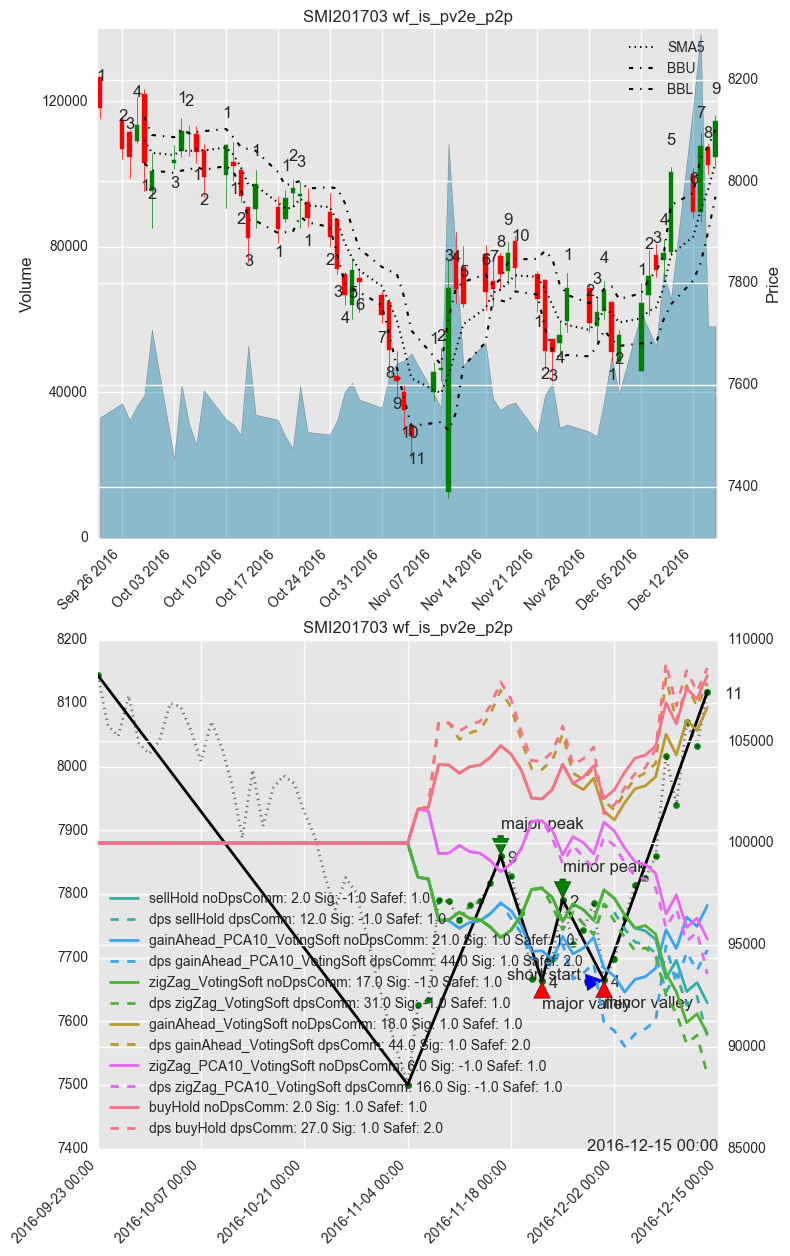 SMI201703 wf_is_pv2e_p2p
SMA5
BBU
BBL
Volume
120000
80000
40000
0
Price
8200
8000
7800
7600
7400
Sep 26 2016
Oct 03 2016
Oct 10 2016
Oct 17 2016
Oct 24 2016
Oct 31 2016
Nov 07 2016
Nov 14 2016
Nov 21 2016
Nov 28 2016
Dec 05 2016
Dec 12 2016
SMI201703 wf_is_pv2e_p2p
8200
8100
8000
7900
7800
7700
7600
7500
7400
110000
11
105000
100000
95000
90000
85000
major peak
9
minor peak
2
short start
4
major valley
4
minor valley
sellHold noDpsComm: 2.0 Sig: -1.0 Safef: 1.0
dps sellHold dpsComm: 12.0 Sig: -1.0 Safef: 1.0
gainAhead_PCA10_VotingSoft noDpsComm: 21.0 Sig: 1.0 Safef: 1.0
dps gainAhead_PCA10_VotingSoft dpsComm: 44.0 Sig: 1.0 Safef: 2.0
zigZag_VotingSoft noDpsComm: 17.0 Sig: -1.0 Safef: 1.0
dps zigZag_VotingSoft dpsComm: 31.0 Sig: -1.0 Safef: 1.0
gainAhead_VotingSoft noDpsComm: 18.0 Sig: 1.0 Safef: 1.0
dps gainAhead_VotingSoft dpsComm: 44.0 Sig: 1.0 Safef: 2.0
zigZag_PCA10_VotingSoft noDpsComm: 6.0 Sig: -1.0 Safef: 1.0
dps zigZag_PCA10_VotingSoft dpsComm: 16.0 Sig: -1.0 Safef: 1.0
buyHold noDpsComm: 2.0 Sig: 1.0 Safef: 1.0
dps buyHold dpsComm: 27.0 Sig: 1.0 Safef: 2.0
2016-12-15 00:00
2016-09-23 00:00
2016-10-07 00:00
2016-10-21 00:00
2016-11-04 00:00
2016-11-18 00:00
2016-12-02 00:00
2016-12-15 00:00